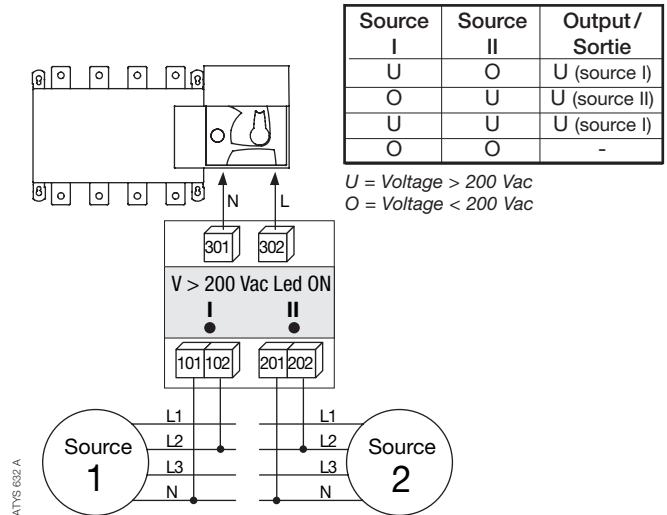 Source I Source II Output / Sortie
U O U (source I)
O U U (source II)
U U U (source I)
O O -
U = Voltage > 200 Vac
O = Voltage < 200 Vac
N L
301 302
V > 200 Vac Led ON
I II
101 102 201 202
L1 L1
Source 1 L2 L2 Source 2
L3 L3
N N
ATYS 632 A